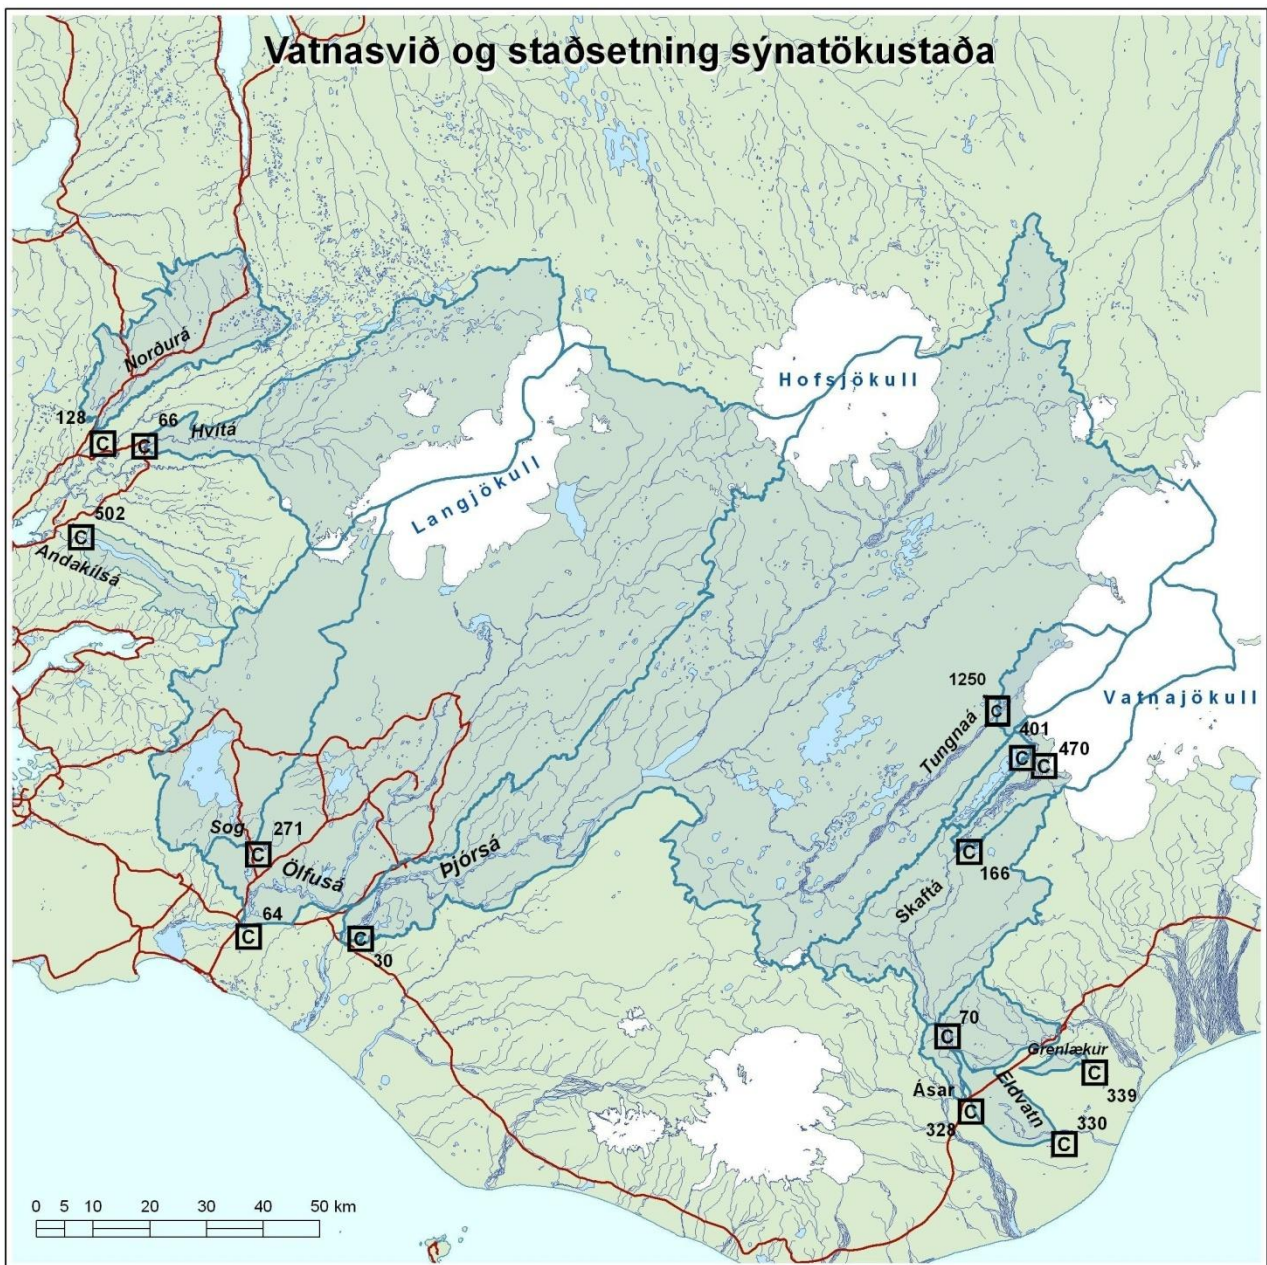 Vatnasvið og staðsetning sýnatökustaða
Norðurá
Hofsjökull
128
66
Hvítá
C
C
Langjökull
502
C
Andakílsá
1250
C
Vatnajökull
Tungnaá
401
C
470
C
Sog
271
C
Ölfusá
Þjórsá
C
166
Skaftá
64
C
C
30
70
C
Grenlækur
C
339
Eldvatn
Ásar
C
328
330
C
0 5 10 20 30 40 50 km